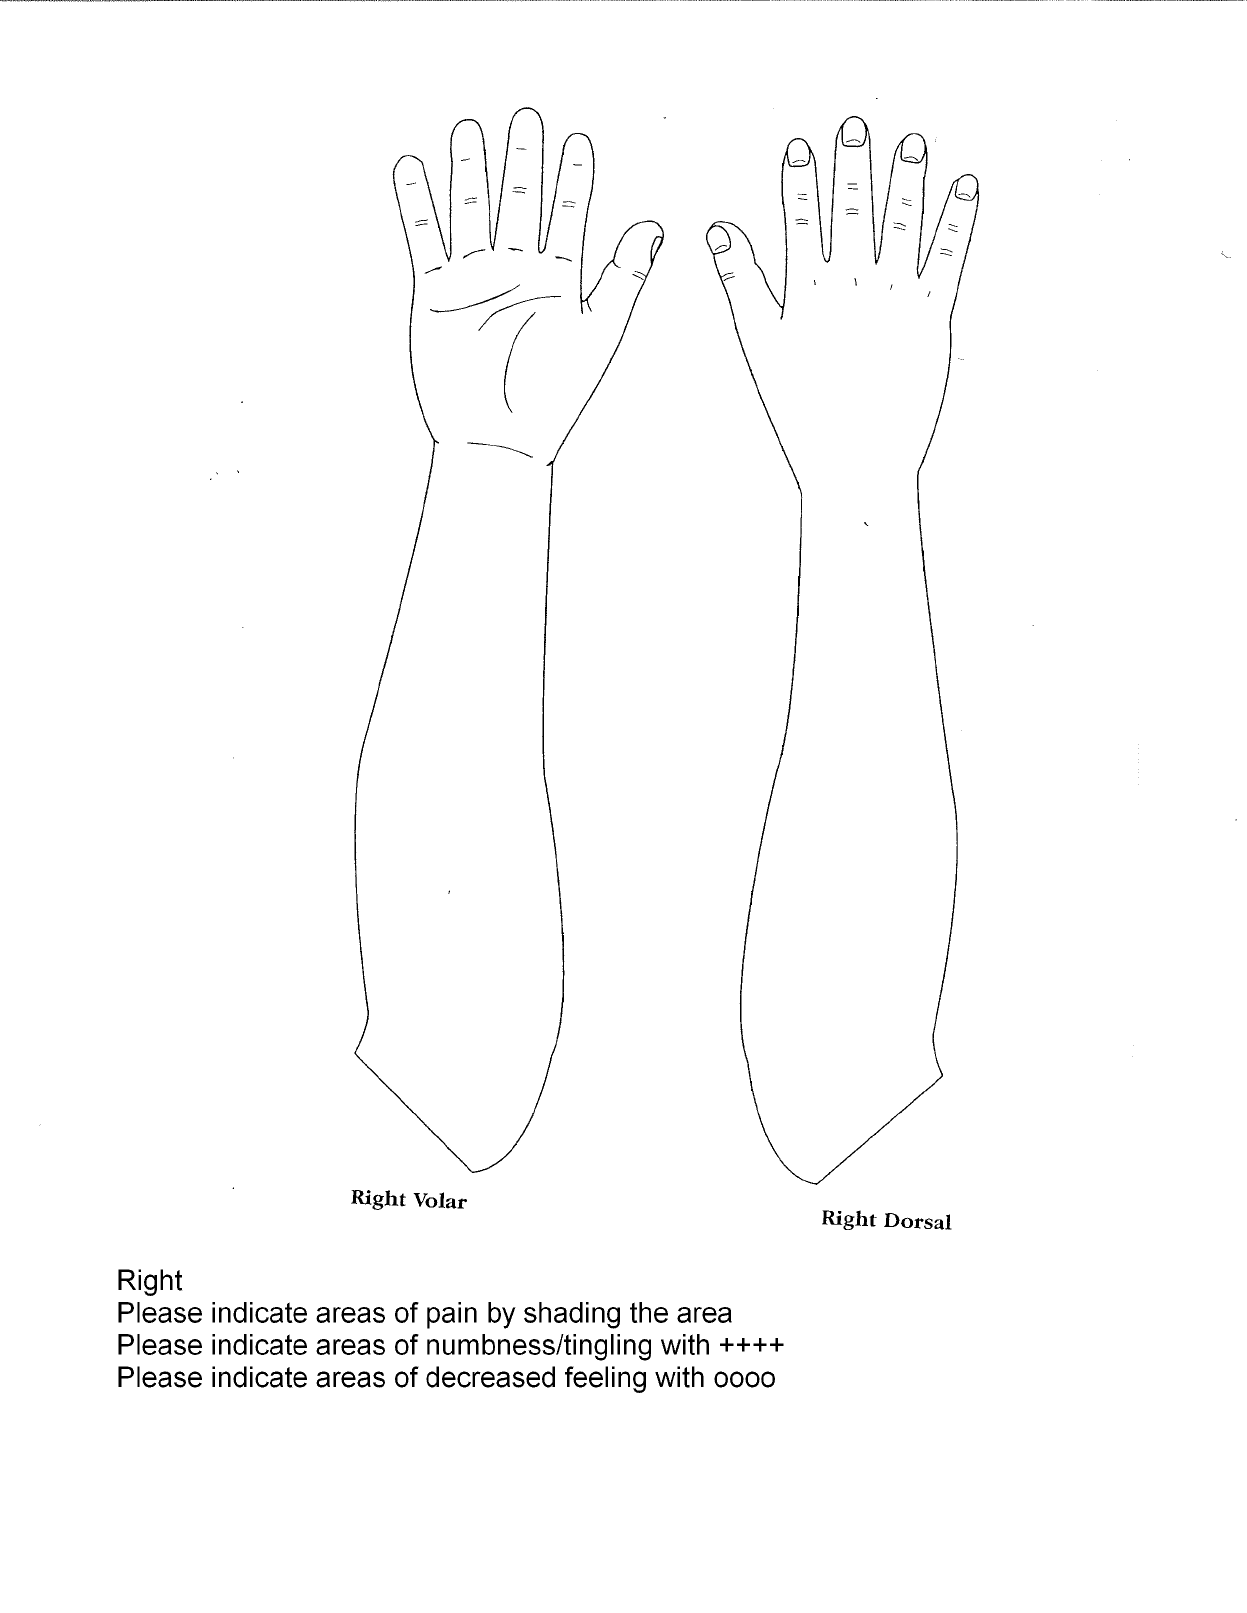 Right Volar
Right Dorsal
Right
Please indicate areas of pain by shading the area
Please indicate areas of numbness/tingling with ++++
Please indicate areas of decreased feeling with oooo